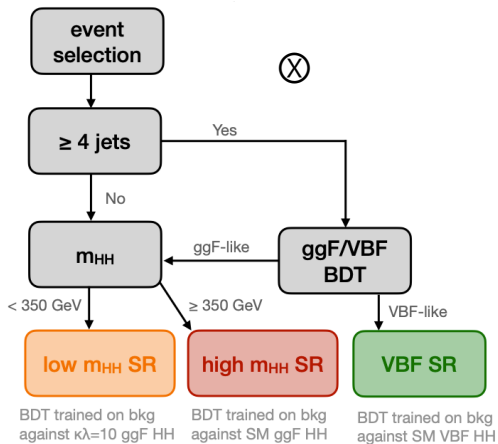 event
selection
X
≥ 4 jets
Yes
No
mHH
ggF-like
ggF/VBF
BDT
< 350 GeV
≥ 350 GeV
VBF-like
low mHH SR
high mHH SR
VBF SR
BDT trained on bkg
against κλ=10 ggF HH
BDT trained on bkg
against SM ggF HH
BDT trained on bkg
against SM VBF HH